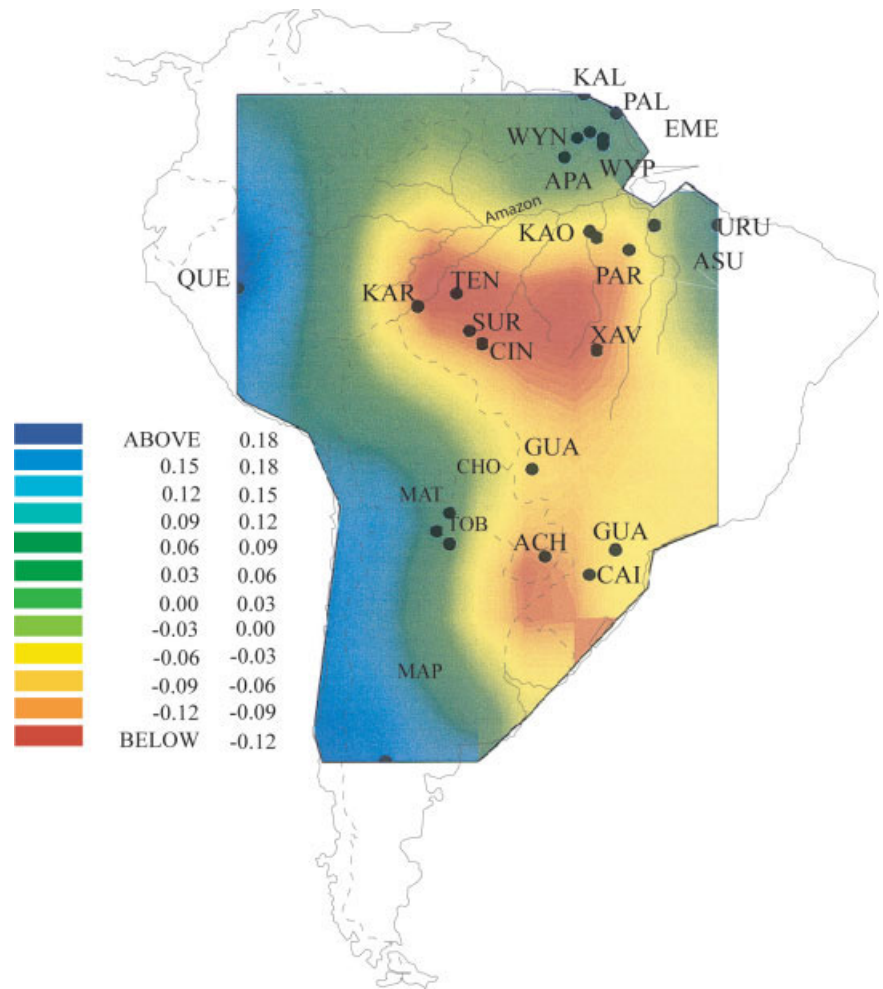 KAL
PAL
EME
WYN
WYP
APA
Amazon
KAO
URU
ASU
PAR
QUE
TEN
KAR
SUR
CIN
XAV
GUA
CHO
MAT
TOB
ACH
GUA
CAI
MAP
ABOVE 0.18
0.15 0.18
0.12 0.15
0.09 0.12
0.06 0.09
0.03 0.06
0.00 0.03
-0.03 0.00
-0.06 -0.03
-0.09 -0.06
-0.12 -0.09
BELOW -0.12